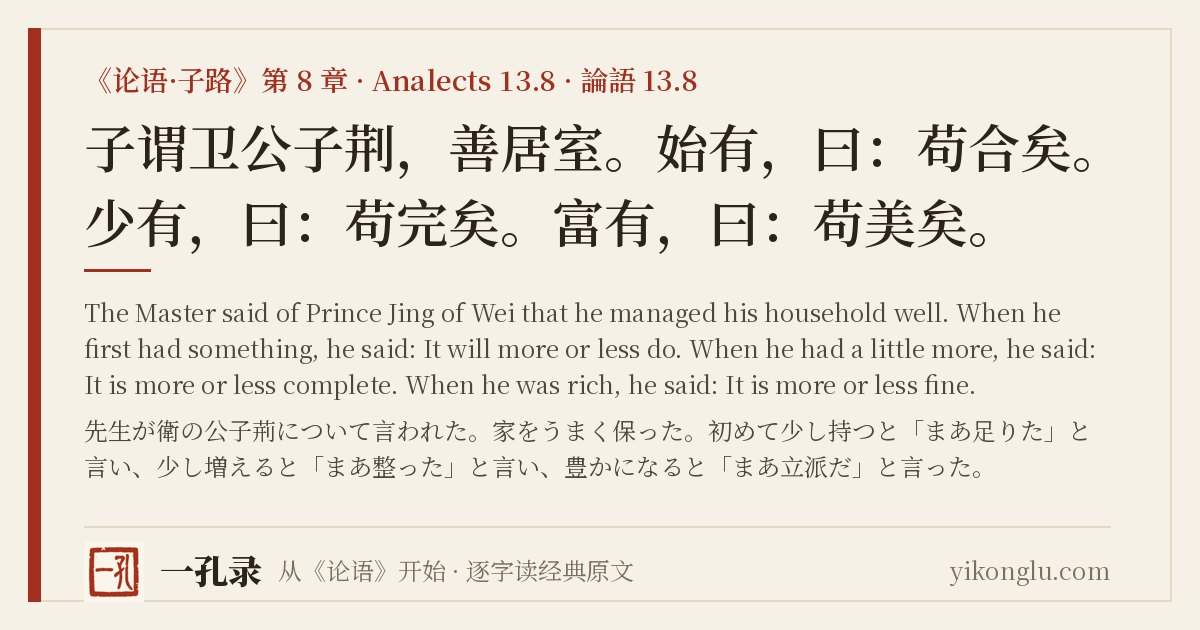 《论语·子路》第 8 章 · Analects 13.8 · 論語 13.8
子谓卫公子荆，善居室。始有，曰：苟合矣。
少有，曰：苟完矣。富有，曰：苟美矣。
The Master said of Prince Jing of Wei that he managed his household well. When he
first had something, he said: It will more or less do. When he had a little more, he said:
It is more or less complete. When he was rich, he said: It is more or less fine.
先生が衛の公子荊について言われた。家をうまく保った。初めて少し持つと「まあ足りた」と
言い、少し増えると「まあ整った」と言い、豊かになると「まあ立派だ」と言った。
一孔
一孔录 从《论语》开始 · 逐字读经典原文 yikonglu.com